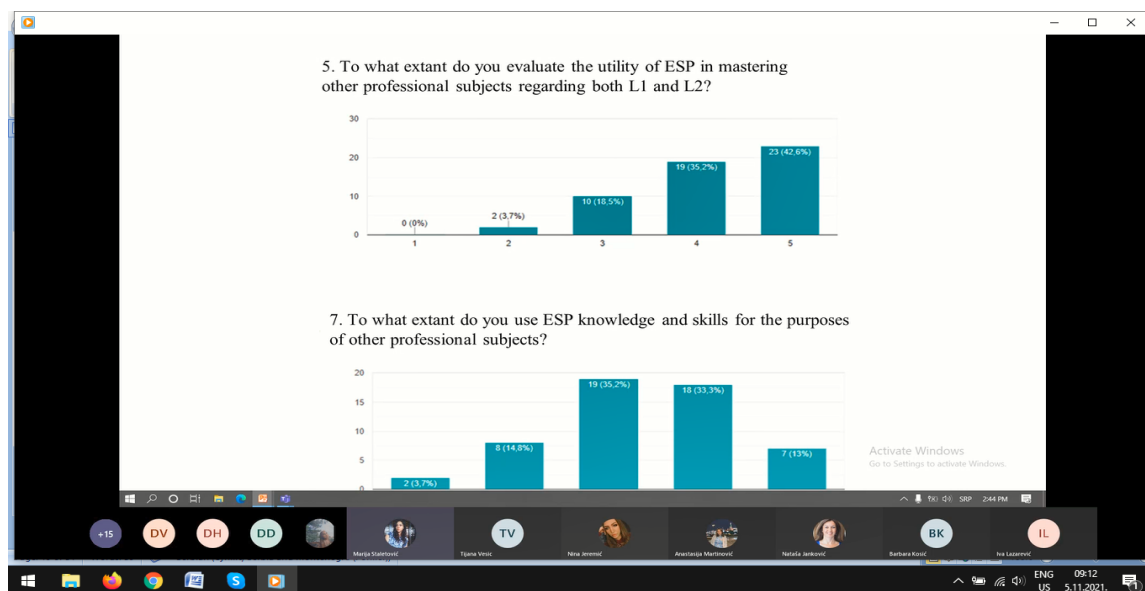 5. To what extant do you evaluate the utility of ESP in mastering
other professional subjects regarding both L1 and L2?
30
20
10
0
0 (0%)
2 (3,7%)
10 (18,5%)
19 (35,2%)
23 (42,6%)
1
2
3
4
5
7. To what extant do you use ESP knowledge and skills for the purposes
of other professional subjects?
20
15
10
5
0
2 (3,7%)
8 (14,8%)
19 (35,2%)
18 (33,3%)
7 (13%)
Activate Windows
Go to Settings to activate Windows.
SRP 2:44 PM
+15
DV
DH
DD
TV
BK
IL
Marija Staletović
Tijana Vesić
Nina Jeremić
Anastasija Martinović
Nataša Janković
Barbara Kosić
Iva Lazarević
ENG 09:12
US 5.11.2021.